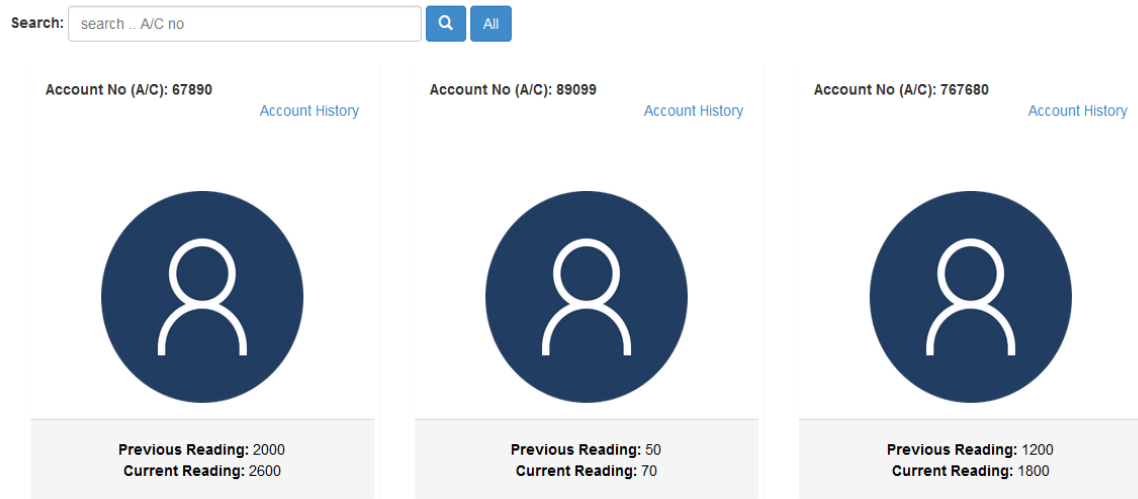 Search: search .. A/C no All
Account No (A/C): 67890
Account History
Previous Reading: 2000
Current Reading: 2600
Account No (A/C): 89099
Account History
Previous Reading: 50
Current Reading: 70
Account No (A/C): 767680
Account History
Previous Reading: 1200
Current Reading: 1800